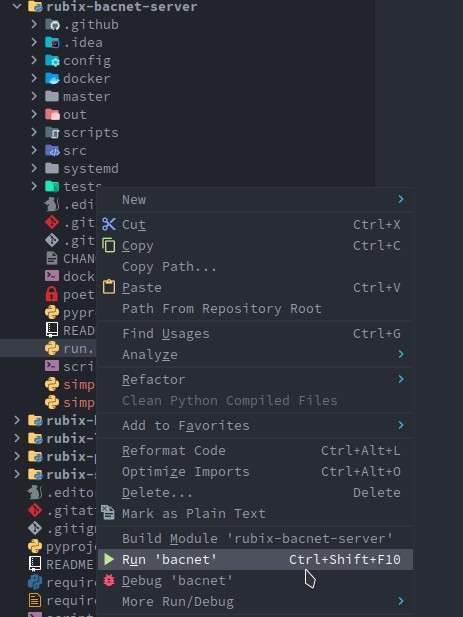 rubix-bacnet-server
.github
.idea
config
docker
master
out
scripts
src
systemd
tests
.edi
.git
.git
CHAN
dock
poet
pypr
READ
run.
scri
simp
simp
New
Cut Ctrl+X
Copy Ctrl+C
Copy Path...
Paste Ctrl+V
Path From Repository Root
Find Usages Ctrl+G
Analyze
Refactor
Clean Python Compiled Files
Add to Favorites
Reformat Code Ctrl+Alt+L
Optimize Imports Ctrl+Alt+O
Delete... Delete
Mark as Plain Text
Build Module 'rubix-bacnet-server'
Run 'bacnet' Ctrl+Shift+F10
Debug 'bacnet'
More Run/Debug
rubix-
rubix-
rubix-
rubix-
.edito
.gitat
.gitig
pyproj
README
require
require